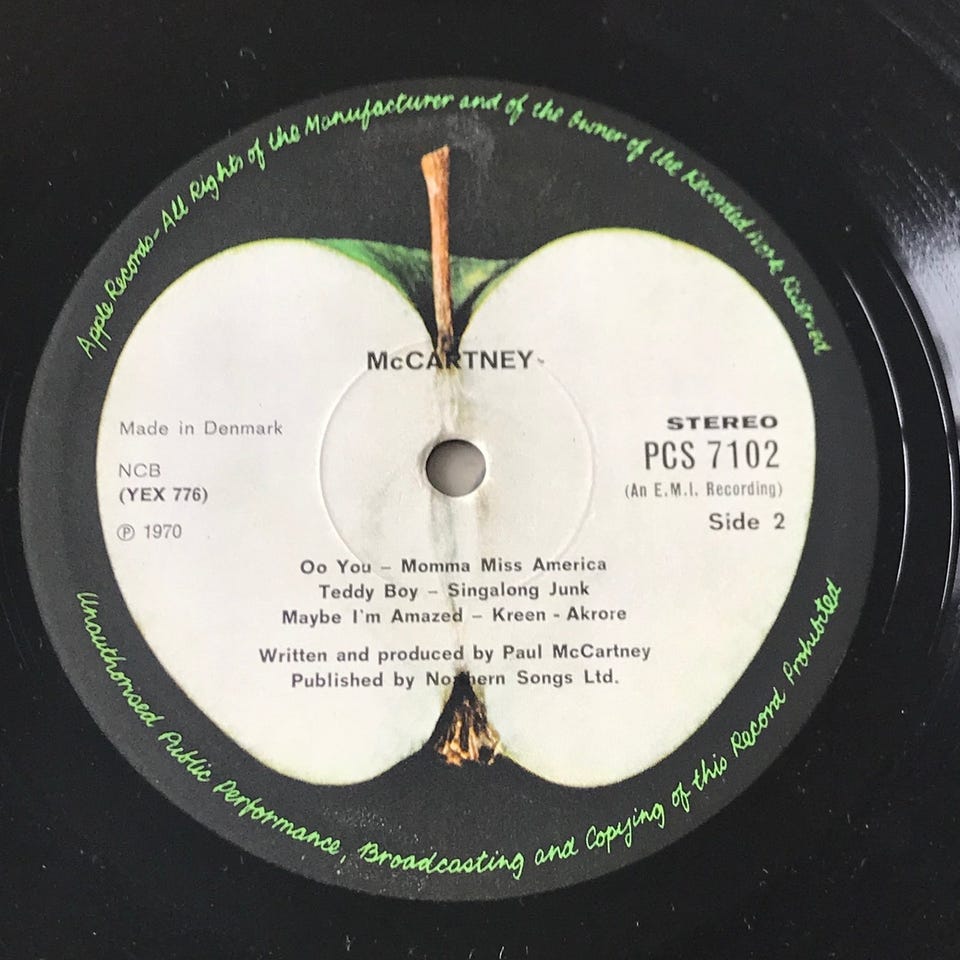 Apple Records - All Rights of the Manufacturer and of the Owner of the Recorded Work Reserved
McCARTNEY
Made in Denmark
NCB
(YEX 776)
℗ 1970
STEREO
PCS 7102
(An E.M.I. Recording)
Side 2
Oo You – Momma Miss America
Teddy Boy – Singalong Junk
Maybe I'm Amazed – Kreen - Akrore
Written and produced by Paul McCartney
Published by Northern Songs Ltd.
Unauthorised Public Performance, Broadcasting and Copying of this Record Prohibited